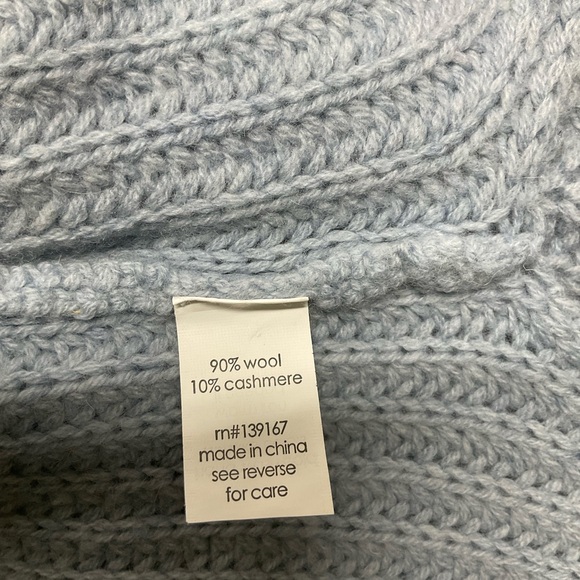 90% wool
10% cashmere
rn#139167
made in china
see reverse
for care